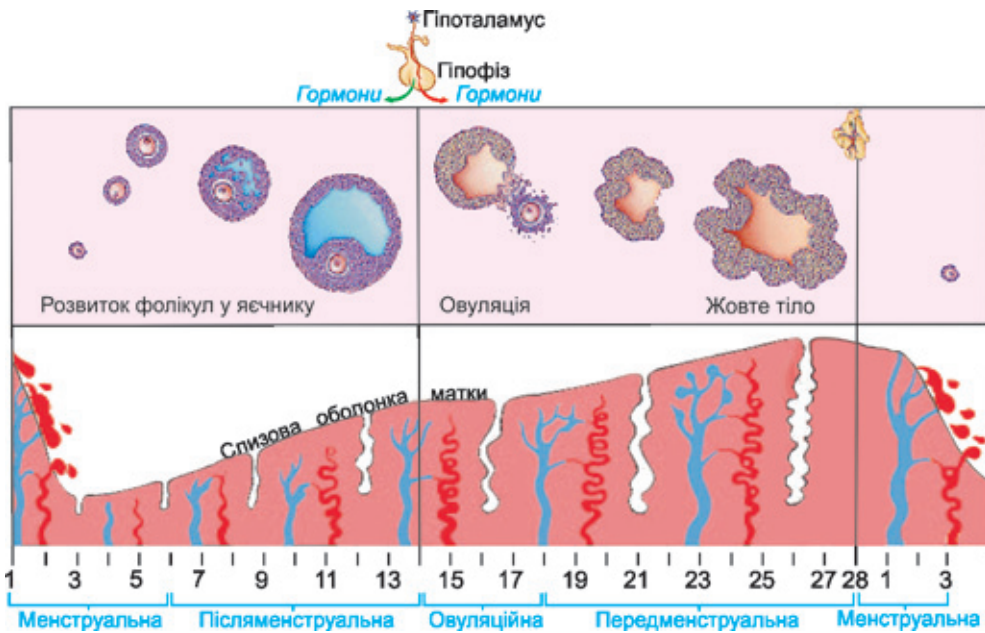 Гіпоталамус
Гіпофіз
Гормони Гормони
Розвиток фолікул у яєчнику Овуляція Жовте тіло
Слизова оболонка матки
1 3 5 7 9 11 13 15 17 19 21 23 25 27 28 1 3
Менструальна Післяменструальна Овуляційна Передменструальна Менструальна